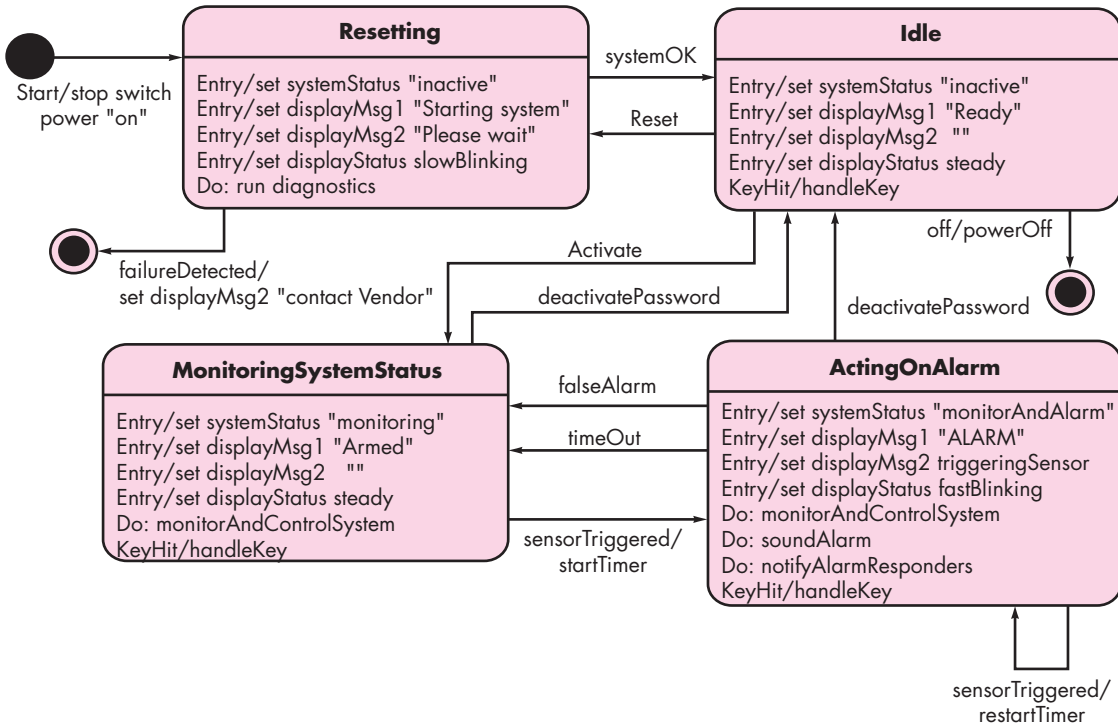 Resetting
Entry/set systemStatus "inactive"
Entry/set displayMsg1 "Starting system"
Entry/set displayMsg2 "Please wait"
Entry/set displayStatus slowBlinking
Do: run diagnostics
Start/stop switch
power "on"
systemOK
Reset
Idle
Entry/set systemStatus "inactive"
Entry/set displayMsg1 "Ready"
Entry/set displayMsg2 ""
Entry/set displayStatus steady
KeyHit/handleKey
failureDetected/
set displayMsg2 "contact Vendor"
Activate
deactivatePassword
off/powerOff
deactivatePassword
MonitoringSystemStatus
Entry/set systemStatus "monitoring"
Entry/set displayMsg1 "Armed"
Entry/set displayMsg2 ""
Entry/set displayStatus steady
Do: monitorAndControlSystem
KeyHit/handleKey
falseAlarm
timeOut
sensorTriggered/
startTimer
ActingOnAlarm
Entry/set systemStatus "monitorAndAlarm"
Entry/set displayMsg1 "ALARM"
Entry/set displayMsg2 triggeringSensor
Entry/set displayStatus fastBlinking
Do: monitorAndControlSystem
Do: soundAlarm
Do: notifyAlarmResponders
KeyHit/handleKey
sensorTriggered/
restartTimer